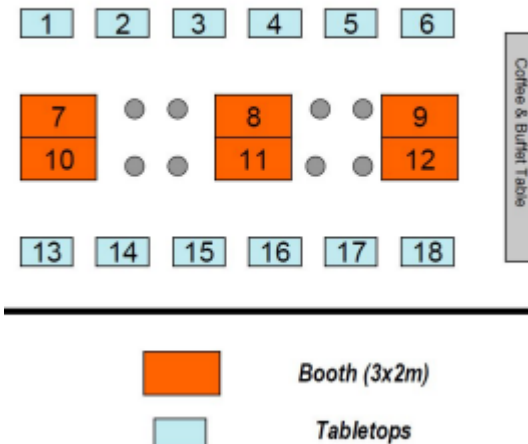 1 2 3 4 5 6
7 8 9
10 11 12
13 14 15 16 17 18
Coffee & Buffet Table
Booth (3x2m)
Tabletops